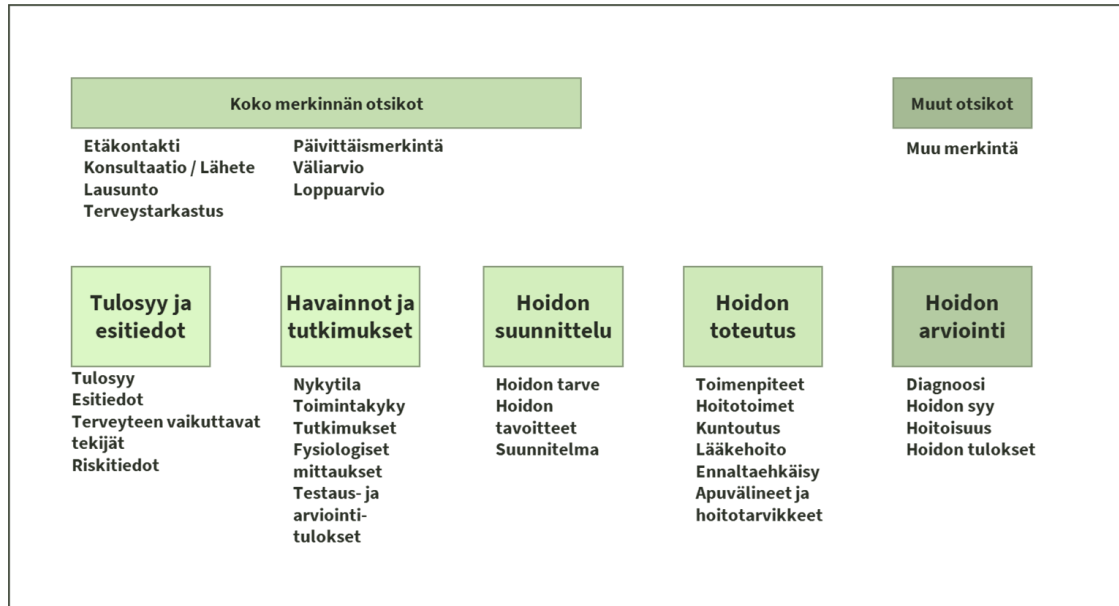 Koko merkinnän otsikot
Etäkontakti
Konsultaatio / Lähete
Lausunto
Terveystarkastus
Päivittäismerkintä
Väliarvio
Loppuarvio
Muut otsikot
Muu merkintä
Tulosyy ja
esitiedot
Tulosyy
Esitiedot
Terveyteen vaikuttavat
tekijät
Riskitiedot
Havainnot ja
tutkimukset
Nykytila
Toimintakyky
Tutkimukset
Fysiologiset
mittaukset
Testaus- ja
arviointi-
tulokset
Hoidon
suunnittelu
Hoidon tarve
Hoidon
tavoitteet
Suunnitelma
Hoidon
toteutus
Toimenpiteet
Hoitotoimet
Kuntoutus
Lääkehoito
Ennaltaehkäisy
Apuvälineet ja
hoitotarvikkeet
Hoidon
arviointi
Diagnoosi
Hoidon syy
Hoitoisuus
Hoidon tulokset